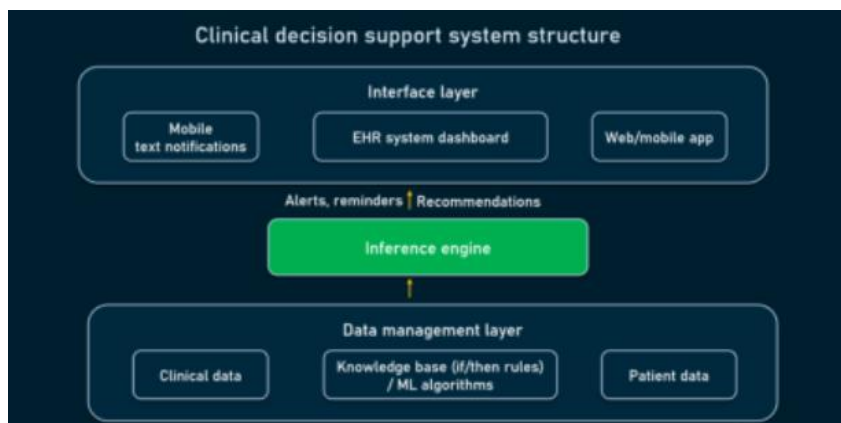 Clinical decision support system structure
Interface layer
Mobile
text notifications
EHR system dashboard
Web/mobile app
Alerts, reminders
Recommendations
Inference engine
Data management layer
Clinical data
Knowledge base (if/then rules)
/ ML algorithms
Patient data